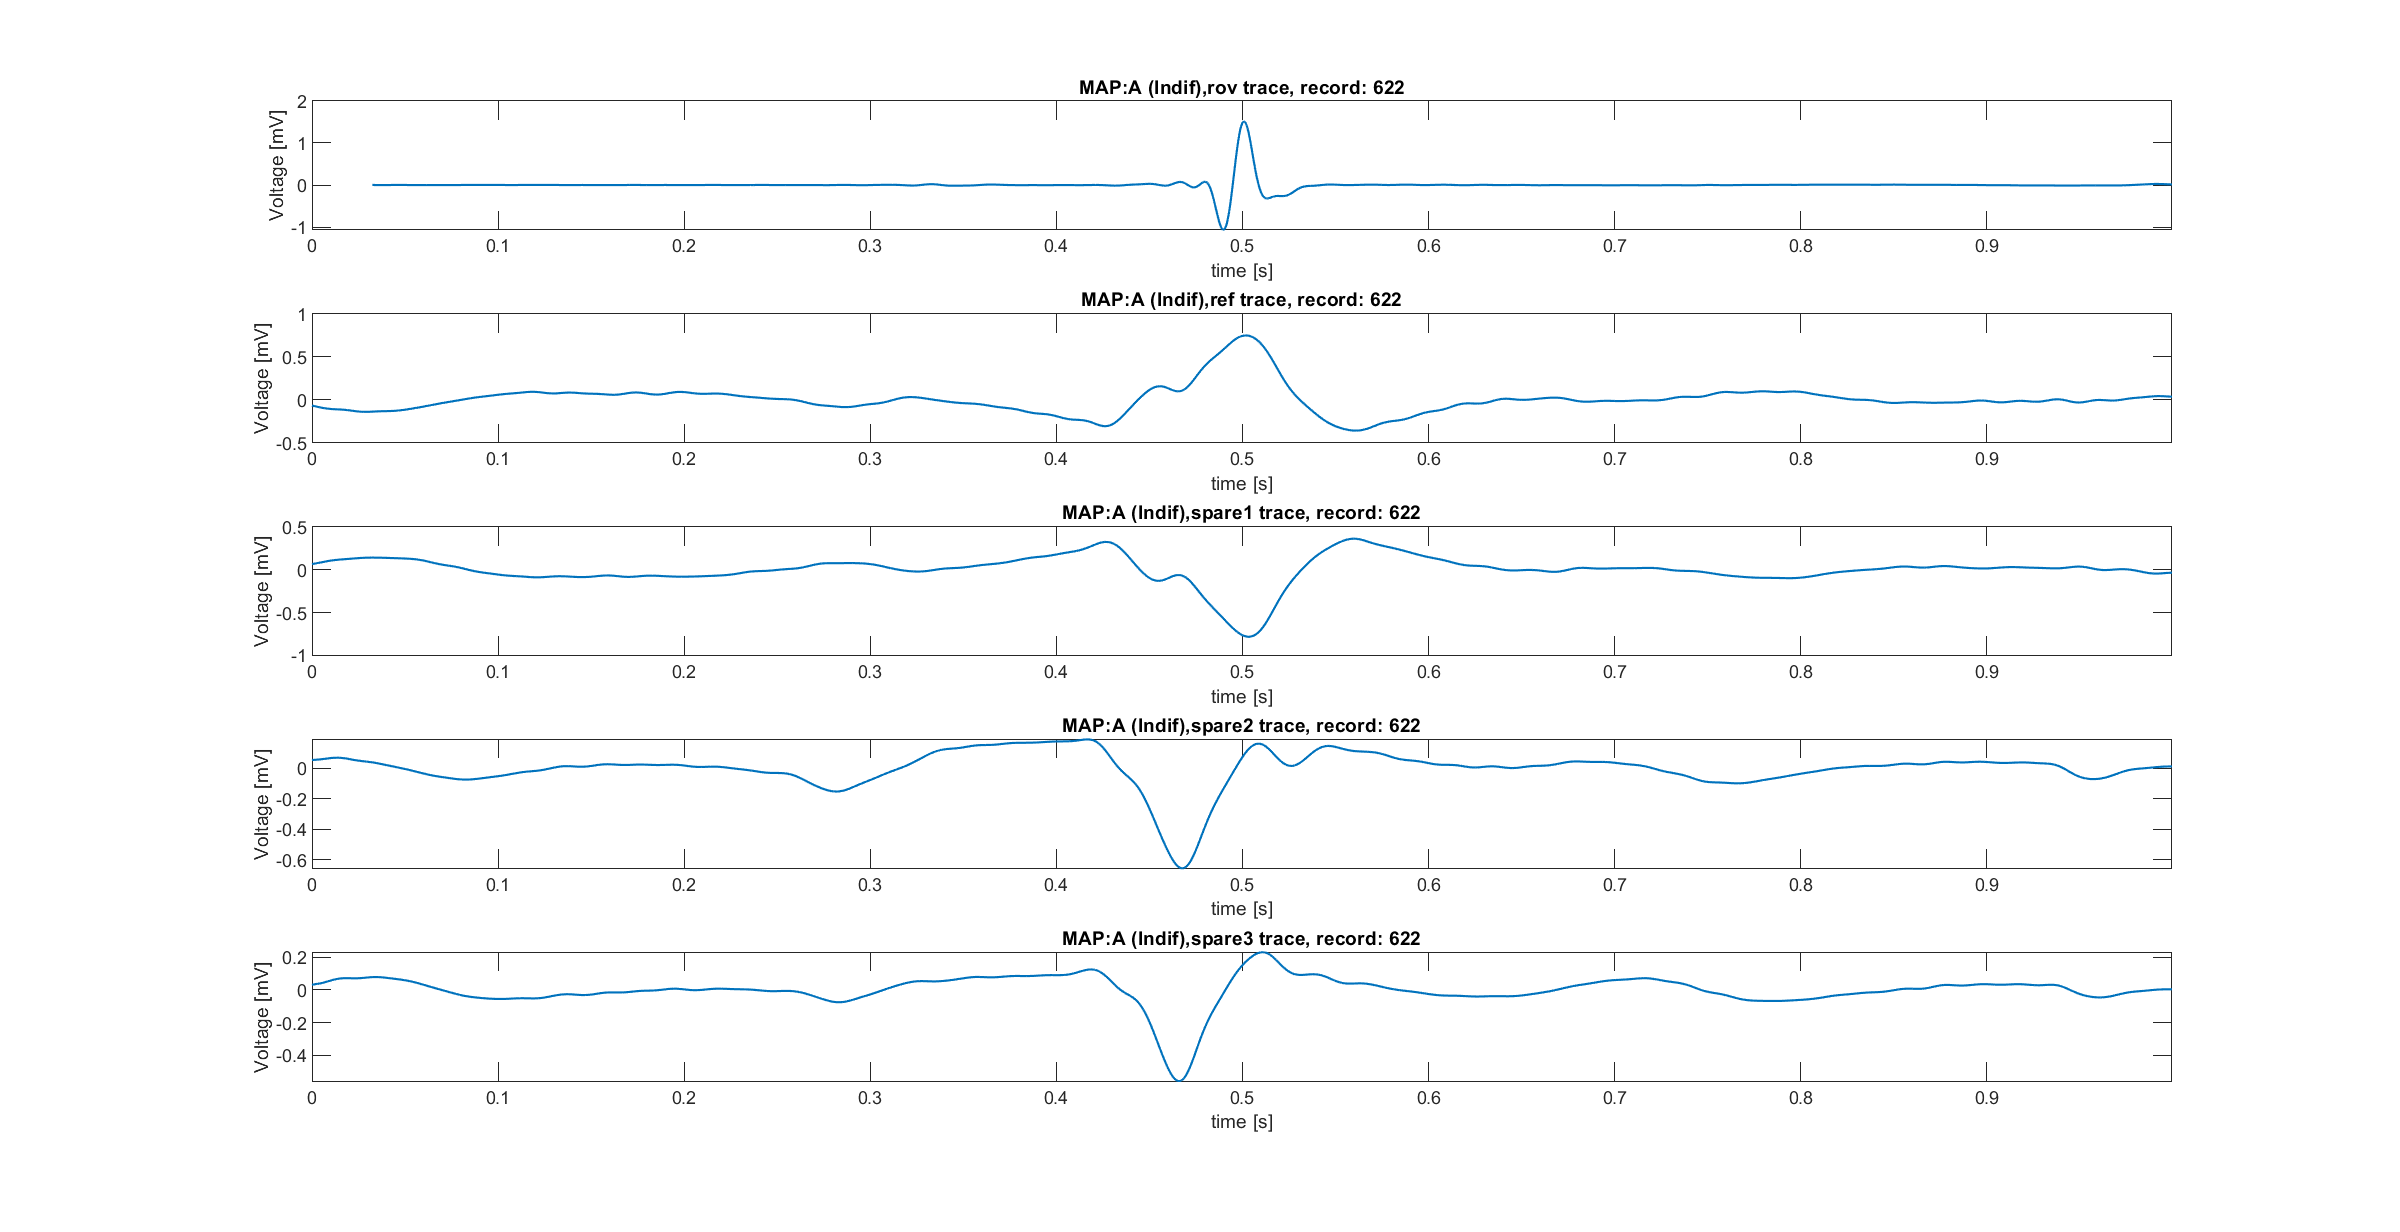 MAP:A (Indif),rov trace, record: 622
Voltage [mV]
2
1
0
-1
0 0.1 0.2 0.3 0.4 0.5 0.6 0.7 0.8 0.9
time [s]
MAP:A (Indif),ref trace, record: 622
Voltage [mV]
1
0.5
0
-0.5
0 0.1 0.2 0.3 0.4 0.5 0.6 0.7 0.8 0.9
time [s]
MAP:A (Indif),spare1 trace, record: 622
Voltage [mV]
0.5
0
-0.5
-1
0 0.1 0.2 0.3 0.4 0.5 0.6 0.7 0.8 0.9
time [s]
MAP:A (Indif),spare2 trace, record: 622
Voltage [mV]
0
-0.2
-0.4
-0.6
0 0.1 0.2 0.3 0.4 0.5 0.6 0.7 0.8 0.9
time [s]
MAP:A (Indif),spare3 trace, record: 622
Voltage [mV]
0.2
0
-0.2
-0.4
0 0.1 0.2 0.3 0.4 0.5 0.6 0.7 0.8 0.9
time [s]